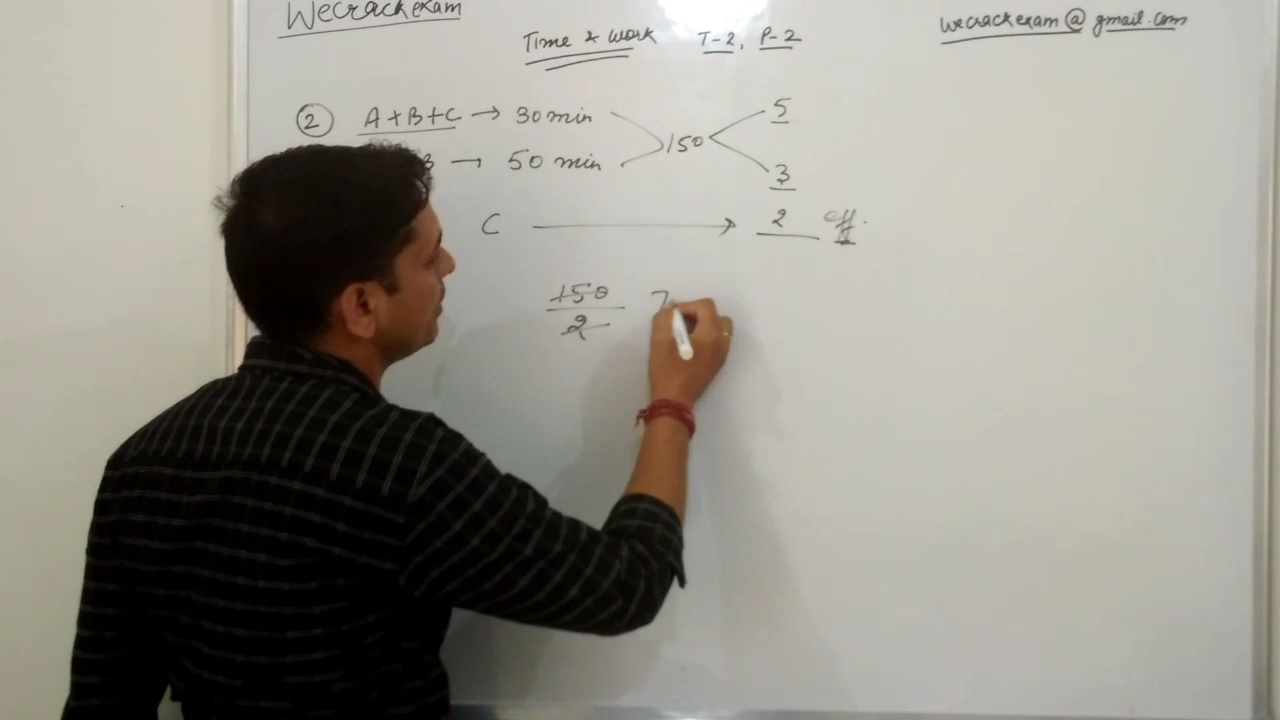 Wecrackexam
wecrackexam@gmail.com
Time & work T-2, P-2
② A+B+C → 30 min 150 5
B → 50 min 3
C → 2 eff.
150
2
7